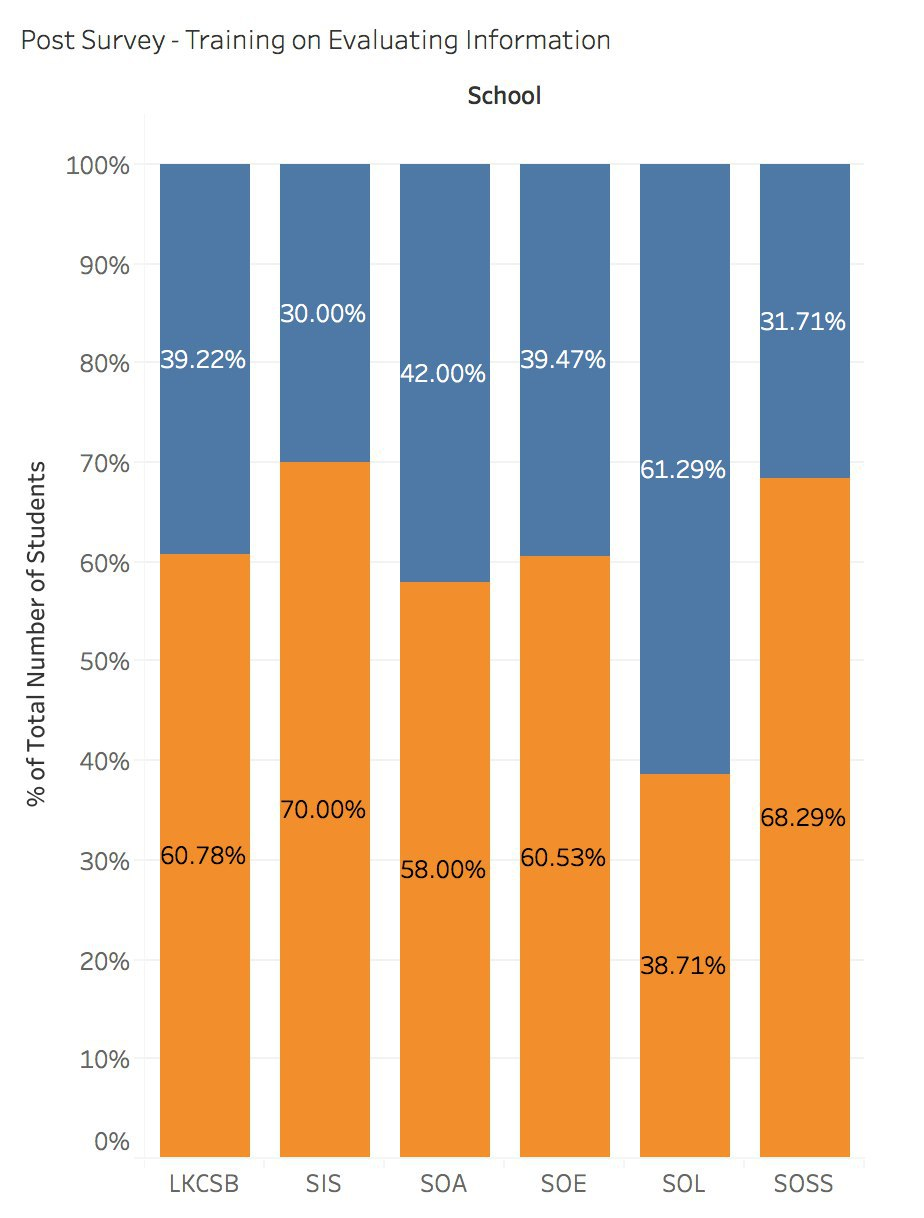 Post Survey - Training on Evaluating Information
School
% of Total Number of Students
100%
90%
80%
70%
60%
50%
40%
30%
20%
10%
0%
39.22%
60.78%
30.00%
70.00%
42.00%
58.00%
39.47%
60.53%
61.29%
38.71%
31.71%
68.29%
LKCSB
SIS
SOA
SOE
SOL
SOSS